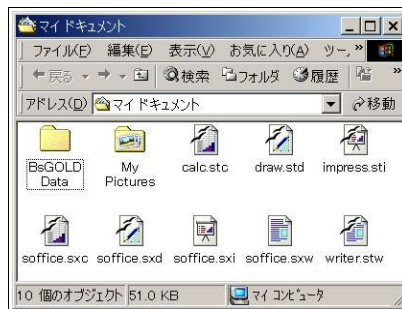 マイ ドキュメント
ファイル(F) 編集(E) 表示(V) お気に入り(A) ツー, »
戻る 検索 フォルダ 履歴 »
アドレス(D) マイ ドキュメント 移動
BsGOLD Data
My Pictures
calc.stc
draw.std
impress.sti
soffice.sxc soffice.sxd soffice.sxi soffice.sxw writer.stw
10 個のオブジェクト 51.0 KB マイ コンピュータ